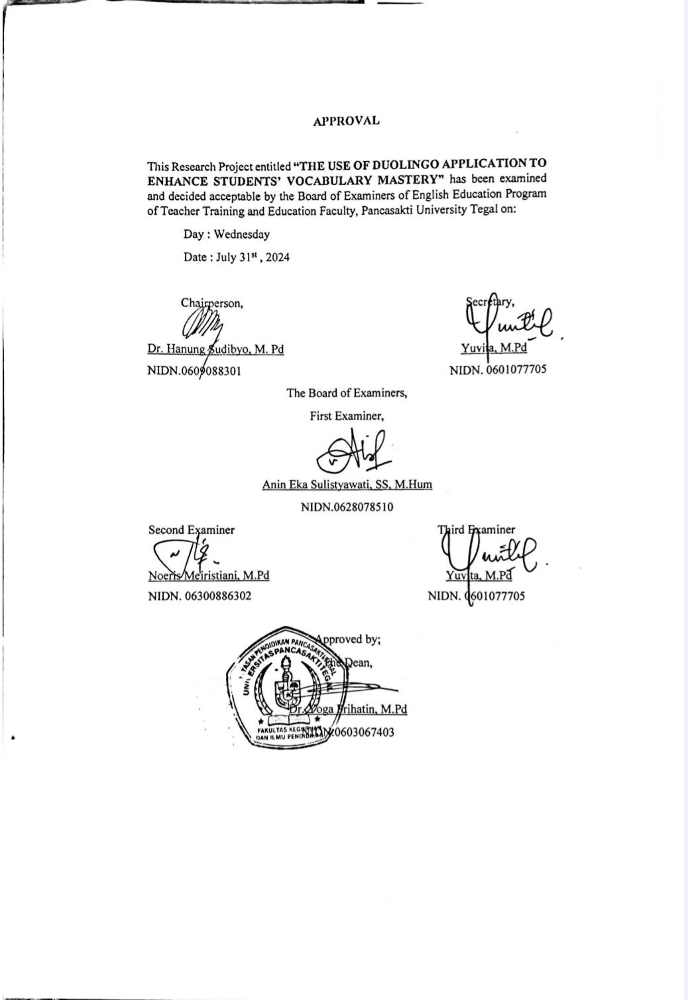 APPROVAL
This Research Project entitled “THE USE OF DUOLINGO APPLICATION TO
ENHANCE STUDENTS’ VOCABULARY MASTERY” has been examined
and decided acceptable by the Board of Examiners of English Education Program
of Teacher Training and Education Faculty, Pancasakti University Tegal on:
Day : Wednesday
Date : July 31st , 2024
Chairperson,
Secretary,
Dr. Hanung Sudibyo, M. Pd
Yuvita, M.Pd
NIDN.0609088301
NIDN. 0601077705
The Board of Examiners,
First Examiner,
Anin Eka Sulistyawati, SS, M.Hum
NIDN.0628078510
Second Examiner
Third Examiner
Noeris Meiristiani, M.Pd
Yuvita, M.Pd
NIDN. 06300886302
NIDN. 0601077705
Approved by;
The Dean,
Dr. Yoga Prihatin, M.Pd
NIDN.0603067403
YASAN PENDIDIKAN PANCASAKTI TEGAL
UNIVERSITAS PANCASAKTI TEGAL
FAKULTAS KEGURUAN
DAN ILMU PENDIDIKAN